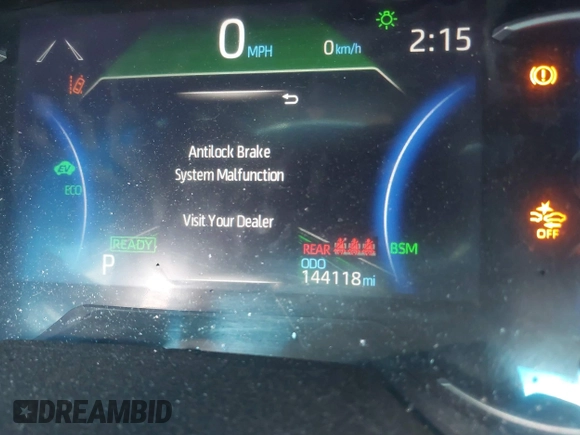 0 MPH 0 km/h 2:15
Antilock Brake
System Malfunction
EV
ECO
Visit Your Dealer
READY REAR BSM
P ODO
144118 mi
OFF
DREAMBID